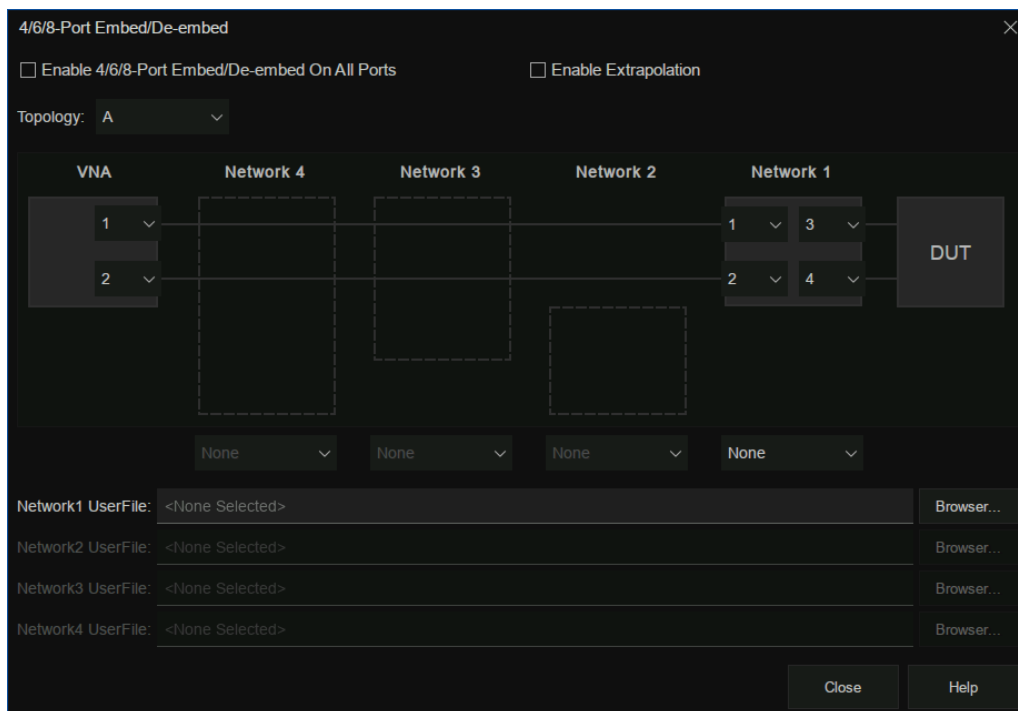 4/6/8-Port Embed/De-embed
Enable 4/6/8-Port Embed/De-embed On All Ports Enable Extrapolation
Topology: A
VNA Network 4 Network 3 Network 2 Network 1
1 1 3
DUT
2 2 4
None None None None
Network1 UserFile: <None Selected> Browser...
Network2 UserFile: <None Selected> Browser...
Network3 UserFile: <None Selected> Browser...
Network4 UserFile: <None Selected> Browser...
Close Help